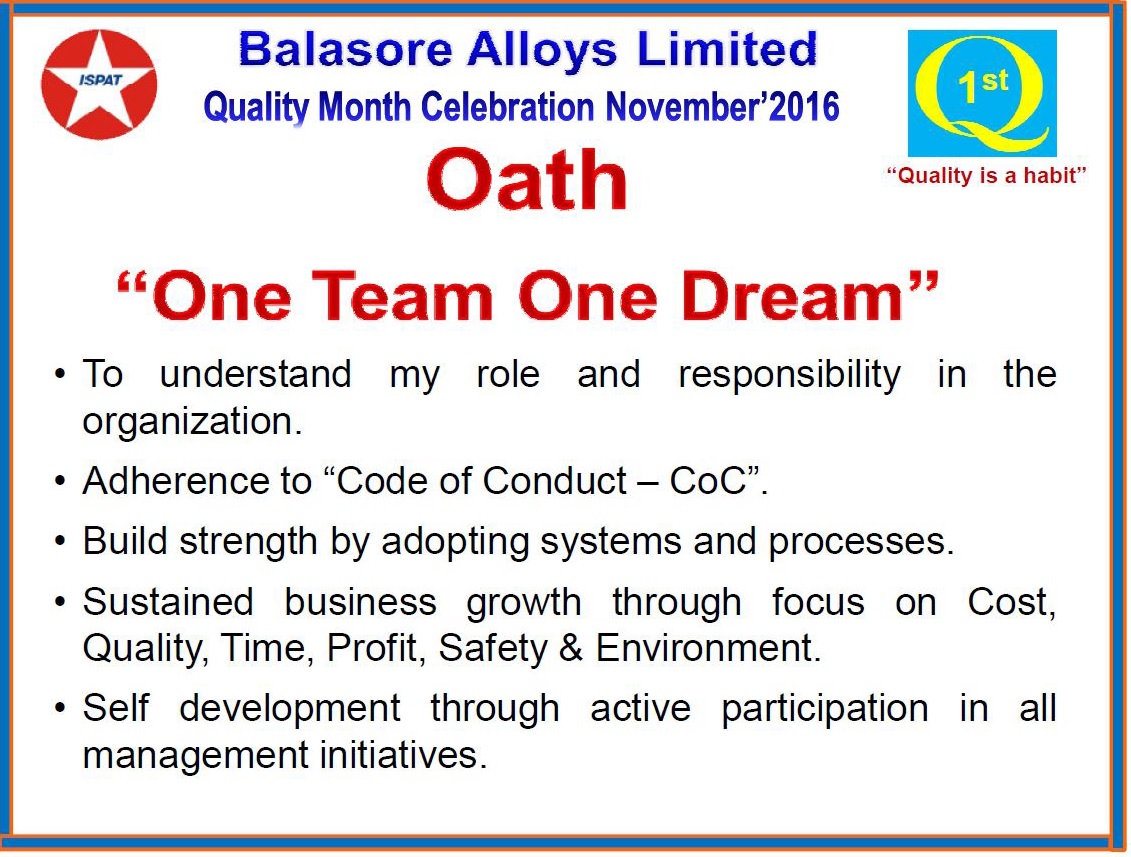 ISPAT
Balasore Alloys Limited
Quality Month Celebration November’2016
1st
“Quality is a habit”
Oath
“One Team One Dream”
• To understand my role and responsibility in the
organization.
• Adherence to “Code of Conduct – CoC”.
• Build strength by adopting systems and processes.
• Sustained business growth through focus on Cost,
Quality, Time, Profit, Safety & Environment.
• Self development through active participation in all
management initiatives.